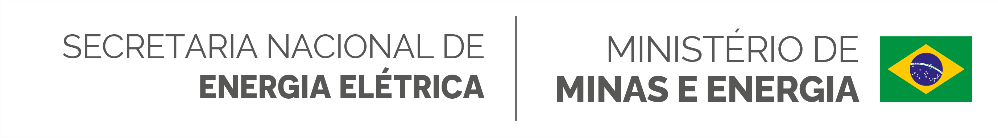 SECRETARIA NACIONAL DE
ENERGIA ELÉTRICA
MINISTÉRIO DE
MINAS E ENERGIA